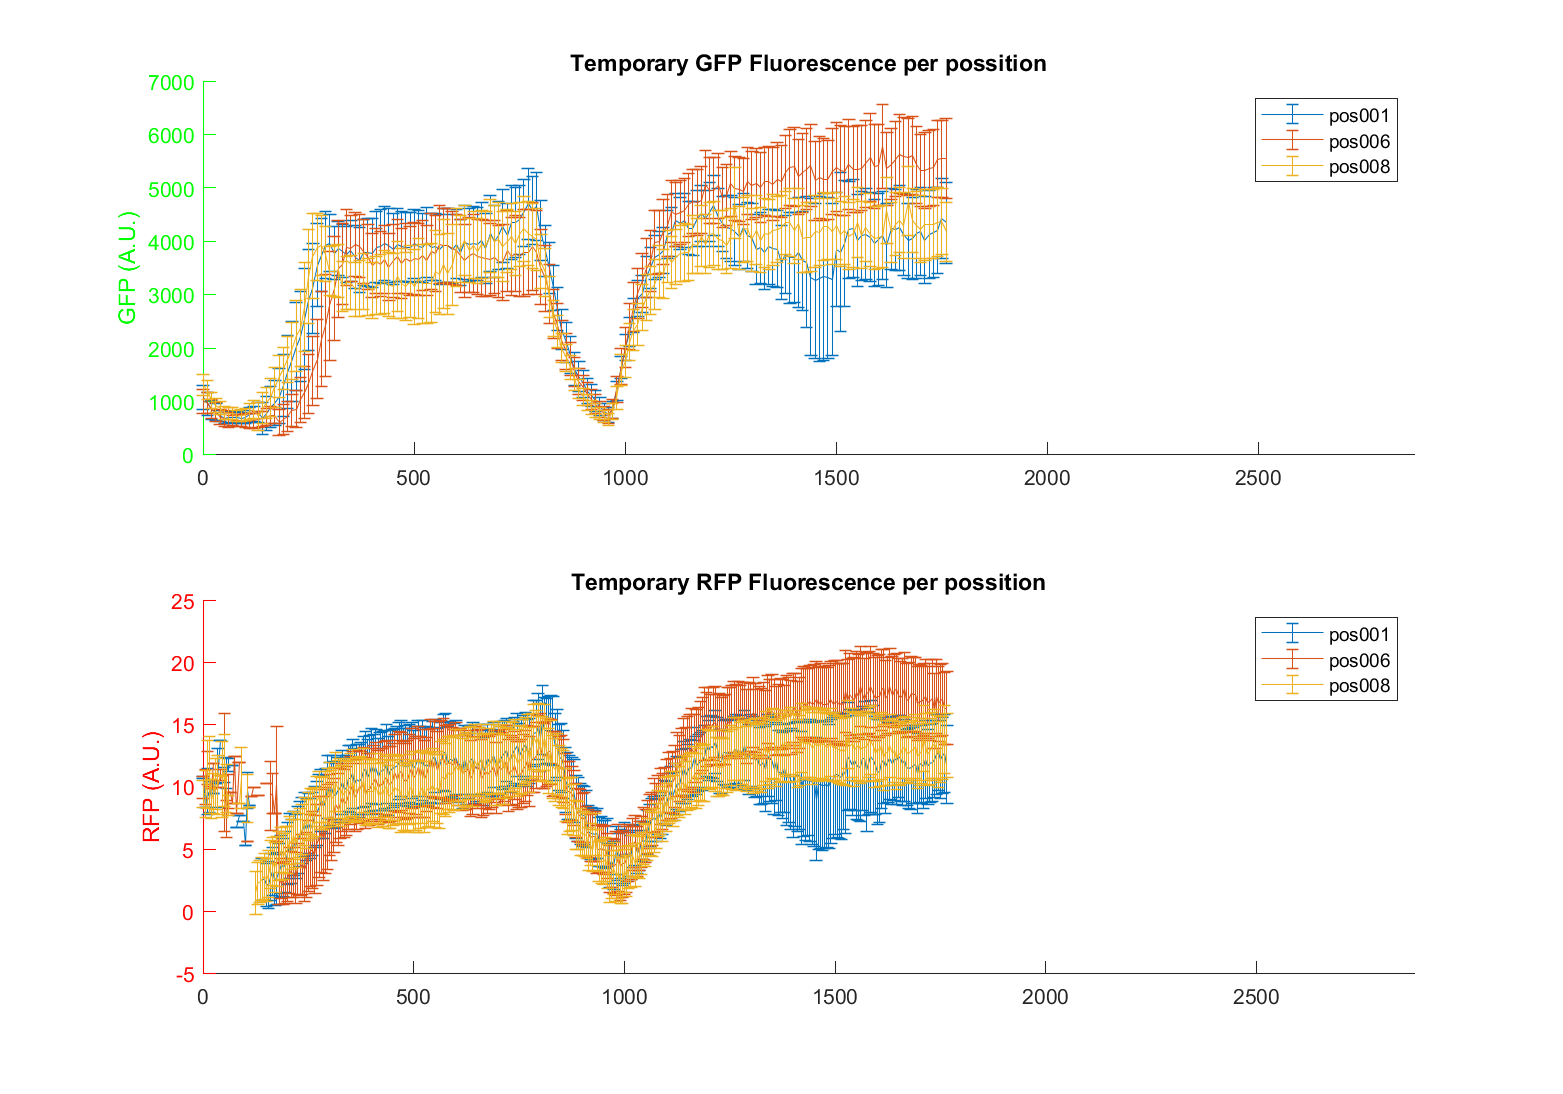 Temporary GFP Fluorescence per possition
7000
6000
5000
4000
3000
2000
1000
0
GFP (A.U.)
0 500 1000 1500 2000 2500
pos001
pos006
pos008
Temporary RFP Fluorescence per possition
25
20
15
10
5
0
-5
RFP (A.U.)
0 500 1000 1500 2000 2500
pos001
pos006
pos008